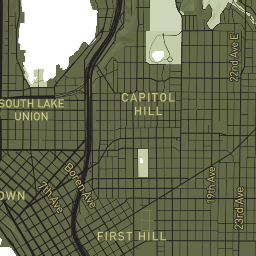 22nd Ave E
CAPITOL
HILL
SOUTH LAKE
UNION
Boren Ave
7th Ave
19th Ave
23rd Ave
OWN
FIRST HILL